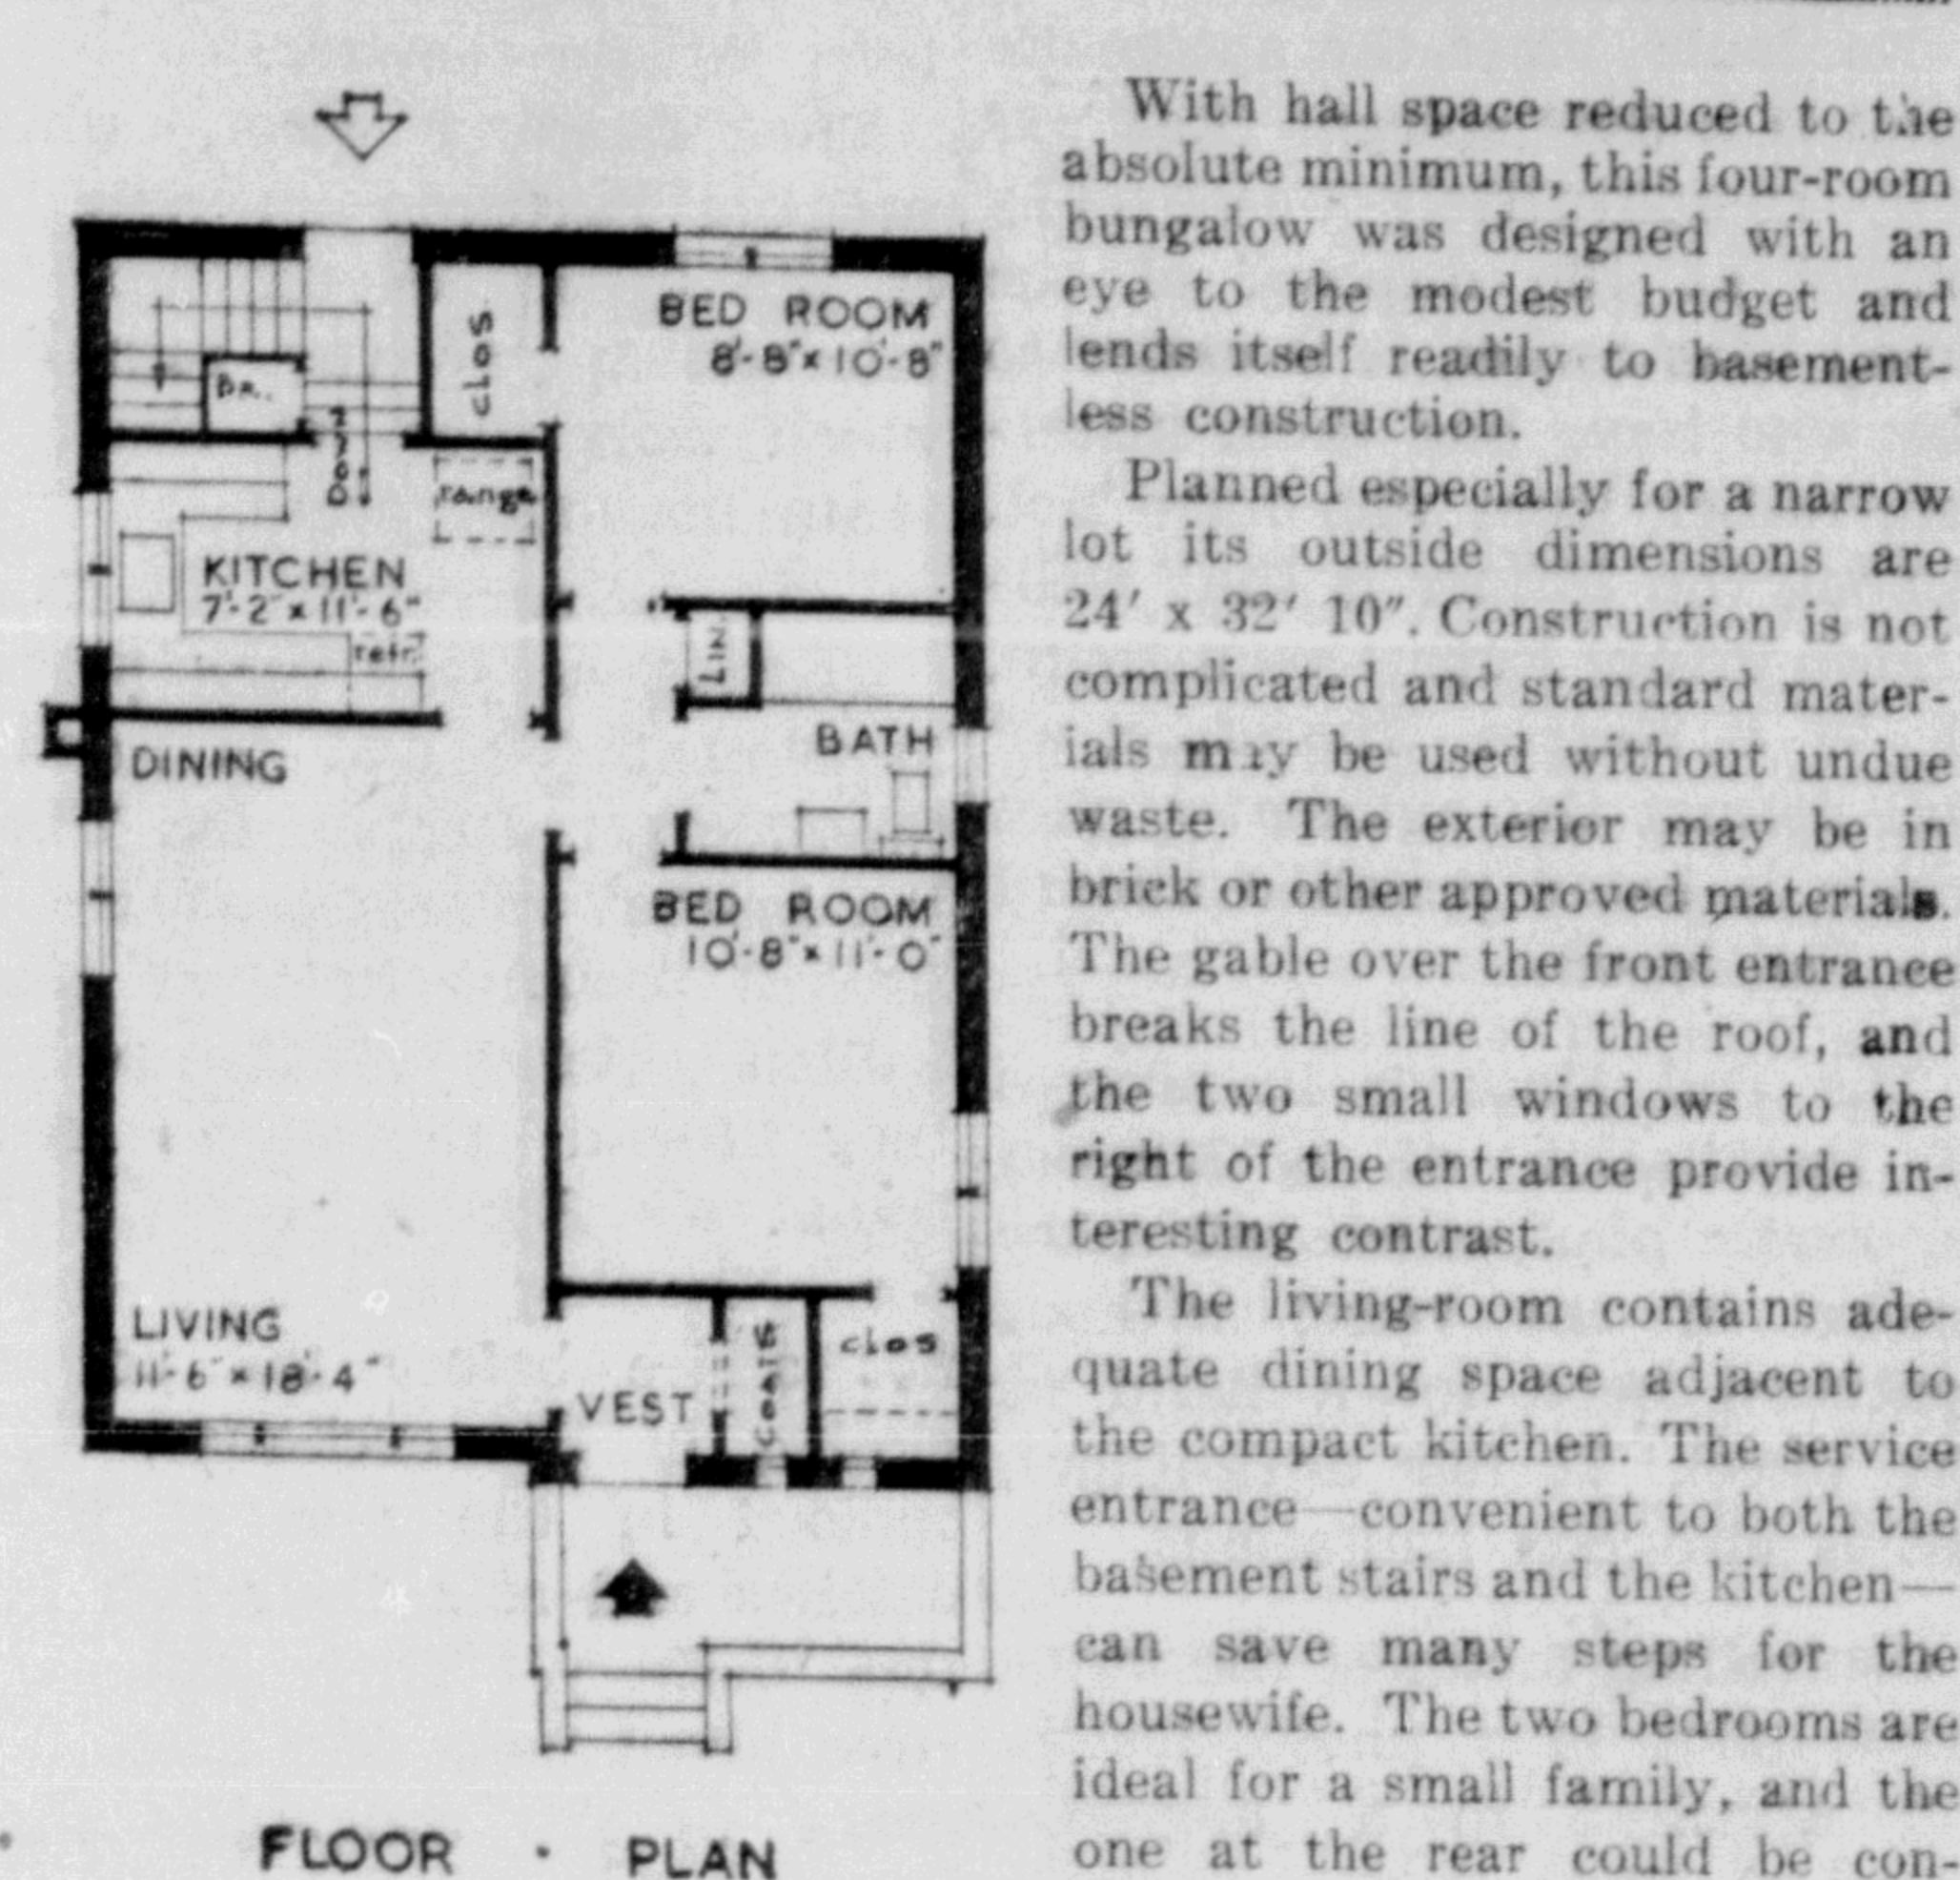 BED ROOM
8'-8" x 10'-8"
clos
Br.
Down
range
KITCHEN
7'-2" x 11'-6"
refr.
LIN.
BATH
DINING
BED ROOM
10'-8" x 11'-0"
LIVING
11'-6" x 18'-4"
VEST
Coats
clos
FLOOR · PLAN
With hall space reduced to the
absolute minimum, this four-room
bungalow was designed with an
eye to the modest budget and
lends itself readily to basement-
less construction.
Planned especially for a narrow
lot its outside dimensions are
24' x 32' 10". Construction is not
complicated and standard mater-
ials may be used without undue
waste. The exterior may be in
brick or other approved materials.
The gable over the front entrance
breaks the line of the roof, and
the two small windows to the
right of the entrance provide in-
teresting contrast.
The living-room contains ade-
quate dining space adjacent to
the compact kitchen. The service
entrance—convenient to both the
basement stairs and the kitchen—
can save many steps for the
housewife. The two bedrooms are
ideal for a small family, and the
one at the rear could be con-